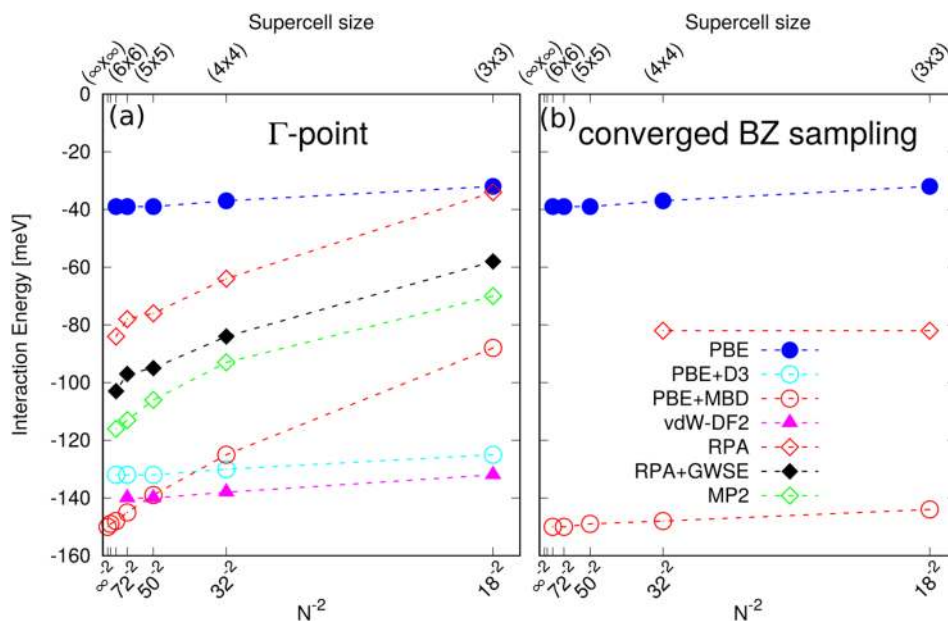 Supercell size
Supercell size
(∞x∞)
(6x6)
(5x5)
(4x4)
(3x3)
(∞x∞)
(6x6)
(5x5)
(4x4)
(3x3)
(a)
Γ-point
(b)
converged BZ sampling
0
-20
-40
-60
-80
-100
-120
-140
-160
Interaction Energy [meV]
PBE
PBE+D3
PBE+MBD
vdW-DF2
RPA
RPA+GWSE
MP2
∞⁻²
72⁻²
50⁻²
32⁻²
18⁻²
∞⁻²
72⁻²
50⁻²
32⁻²
18⁻²
N⁻²
N⁻²